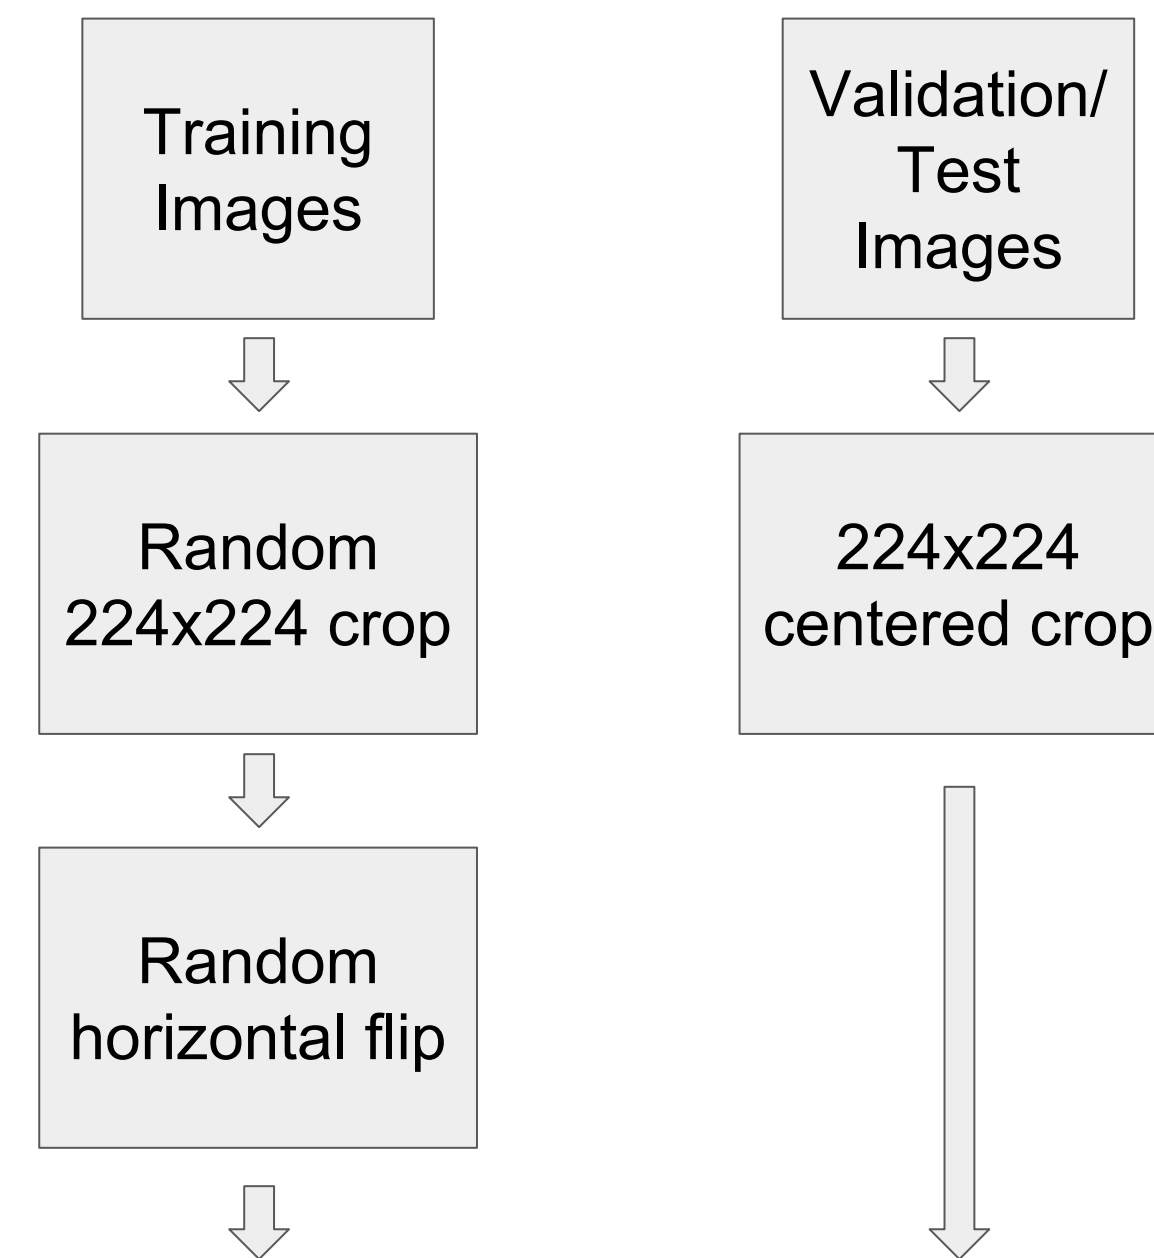 Training
Images
Validation/
Test
Images
Random
224x224 crop
224x224
centered crop
Random
horizontal flip